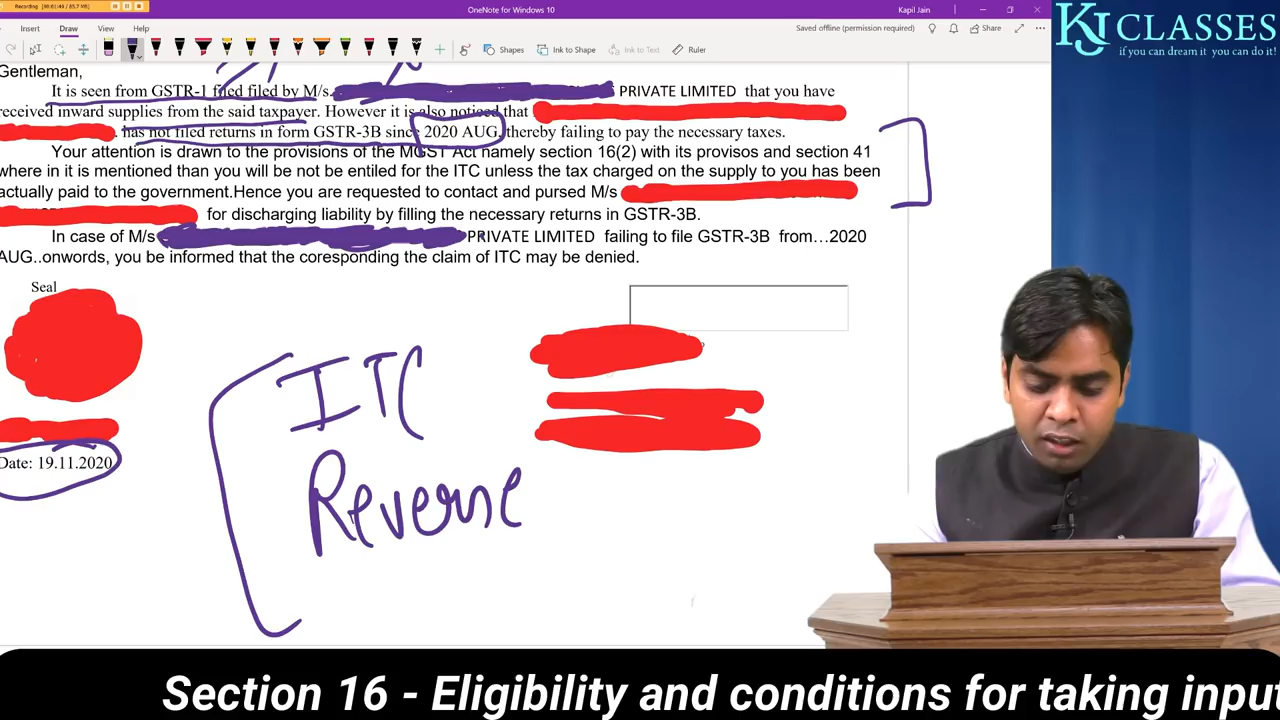 Recording [00:01:49 / 85.7 MB]
OneNote for Windows 10
Kapil Jain
Insert Draw View Help
Saved offline (permission required)
Shapes Ink to Shape Ink to Text Ruler
KJ CLASSES
if you can dream it you can do it!
Gentleman,
It is seen from GSTR-1 filed filed by M/s. PRIVATE LIMITED that you have
received inward supplies from the said taxpayer. However it is also noticed that
has not filed returns in form GSTR-3B since 2020 AUG, thereby failing to pay the necessary taxes.
Your attention is drawn to the provisions of the MGST Act namely section 16(2) with its provisos and section 41
where in it is mentioned than you will be not be entiled for the ITC unless the tax charged on the supply to you has been
actually paid to the government.Hence you are requested to contact and pursed M/s
for discharging liability by filling the necessary returns in GSTR-3B.
In case of M/s PRIVATE LIMITED failing to file GSTR-3B from…2020
AUG..onwords, you be informed that the coresponding the claim of ITC may be denied.
Seal
ITC
Reverse
Date: 19.11.2020
Section 16 - Eligibility and conditions for taking input